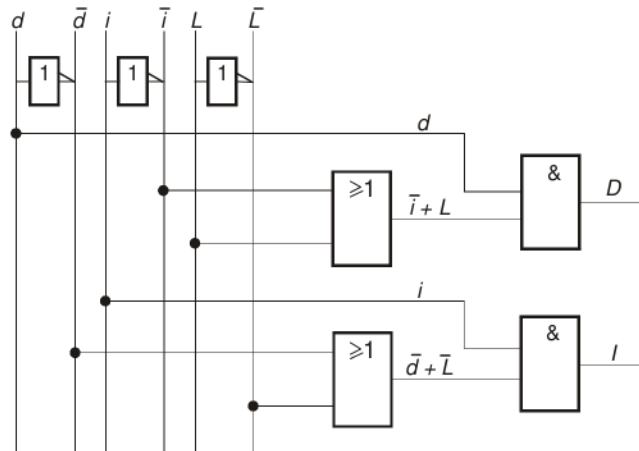 d d̄ i ī L L̄
1 1 1
d
& D
≥1 ī + L
i
& I
≥1 d̄ + L̄